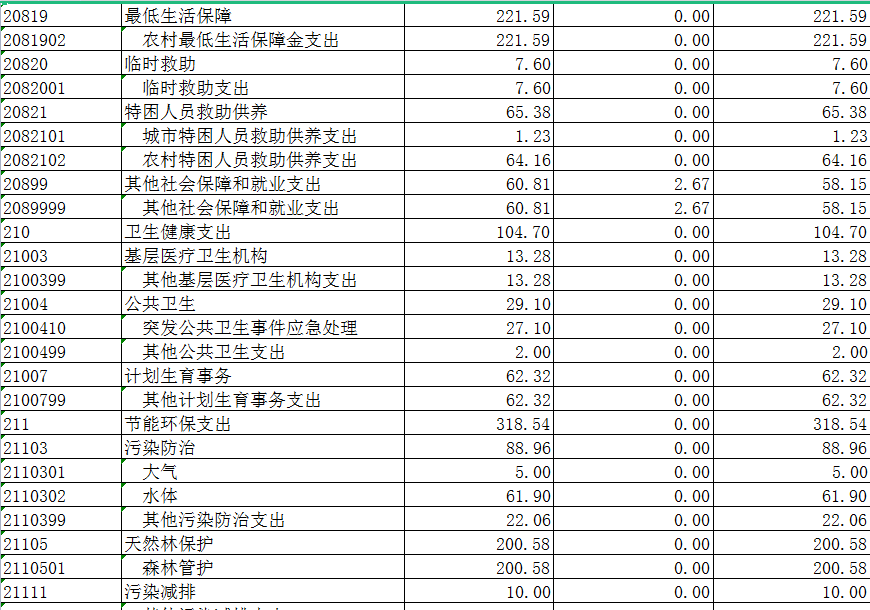 20819 最低生活保障 221.59 0.00 221.59
2081902 农村最低生活保障金支出 221.59 0.00 221.59
20820 临时救助 7.60 0.00 7.60
2082001 临时救助支出 7.60 0.00 7.60
20821 特困人员救助供养 65.38 0.00 65.38
2082101 城市特困人员救助供养支出 1.23 0.00 1.23
2082102 农村特困人员救助供养支出 64.16 0.00 64.16
20899 其他社会保障和就业支出 60.81 2.67 58.15
2089999 其他社会保障和就业支出 60.81 2.67 58.15
210 卫生健康支出 104.70 0.00 104.70
21003 基层医疗卫生机构 13.28 0.00 13.28
2100399 其他基层医疗卫生机构支出 13.28 0.00 13.28
21004 公共卫生 29.10 0.00 29.10
2100410 突发公共卫生事件应急处理 27.10 0.00 27.10
2100499 其他公共卫生支出 2.00 0.00 2.00
21007 计划生育事务 62.32 0.00 62.32
2100799 其他计划生育事务支出 62.32 0.00 62.32
211 节能环保支出 318.54 0.00 318.54
21103 污染防治 88.96 0.00 88.96
2110301 大气 5.00 0.00 5.00
2110302 水体 61.90 0.00 61.90
2110399 其他污染防治支出 22.06 0.00 22.06
21105 天然林保护 200.58 0.00 200.58
2110501 森林管护 200.58 0.00 200.58
21111 污染减排 10.00 0.00 10.00